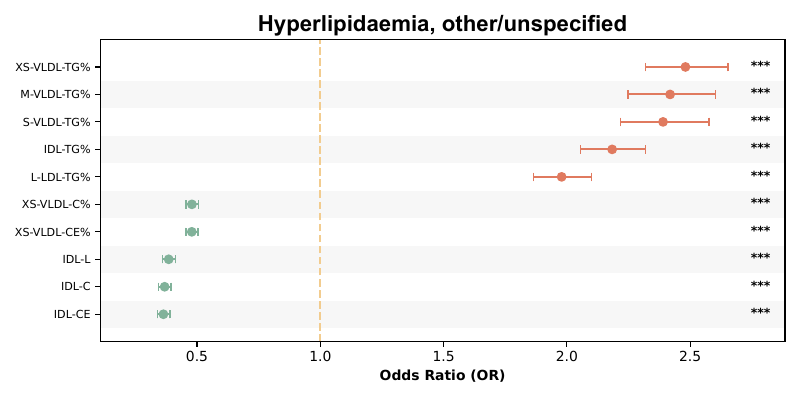 Hyperlipidaemia, other/unspecified
XS-VLDL-TG% ***
M-VLDL-TG% ***
S-VLDL-TG% ***
IDL-TG% ***
L-LDL-TG% ***
XS-VLDL-C% ***
XS-VLDL-CE% ***
IDL-L ***
IDL-C ***
IDL-CE ***
0.5 1.0 1.5 2.0 2.5
Odds Ratio (OR)